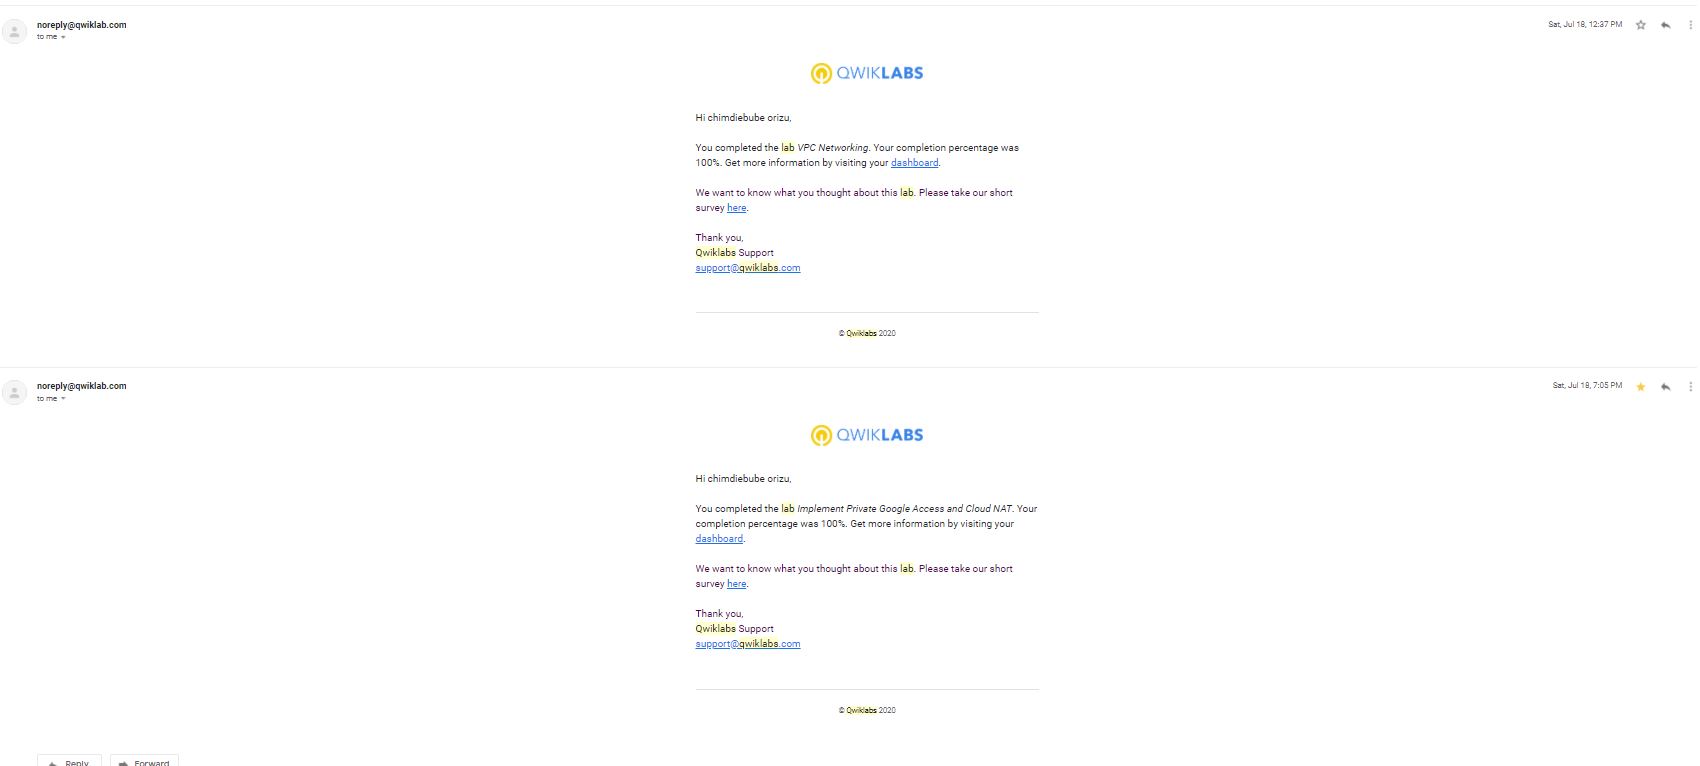 noreply@qwiklab.com
Sat, Jul 18, 12:37 PM
to me
QWIKLABS
Hi chimdiebube orizu,
You completed the lab VPC Networking. Your completion percentage was
100%. Get more information by visiting your dashboard.
We want to know what you thought about this lab. Please take our short
survey here.
Thank you,
Qwiklabs Support
support@qwiklabs.com
© Qwiklabs 2020
noreply@qwiklab.com
Sat, Jul 18, 7:05 PM
to me
QWIKLABS
Hi chimdiebube orizu,
You completed the lab Implement Private Google Access and Cloud NAT. Your
completion percentage was 100%. Get more information by visiting your
dashboard.
We want to know what you thought about this lab. Please take our short
survey here.
Thank you,
Qwiklabs Support
support@qwiklabs.com
© Qwiklabs 2020
Reply Forward